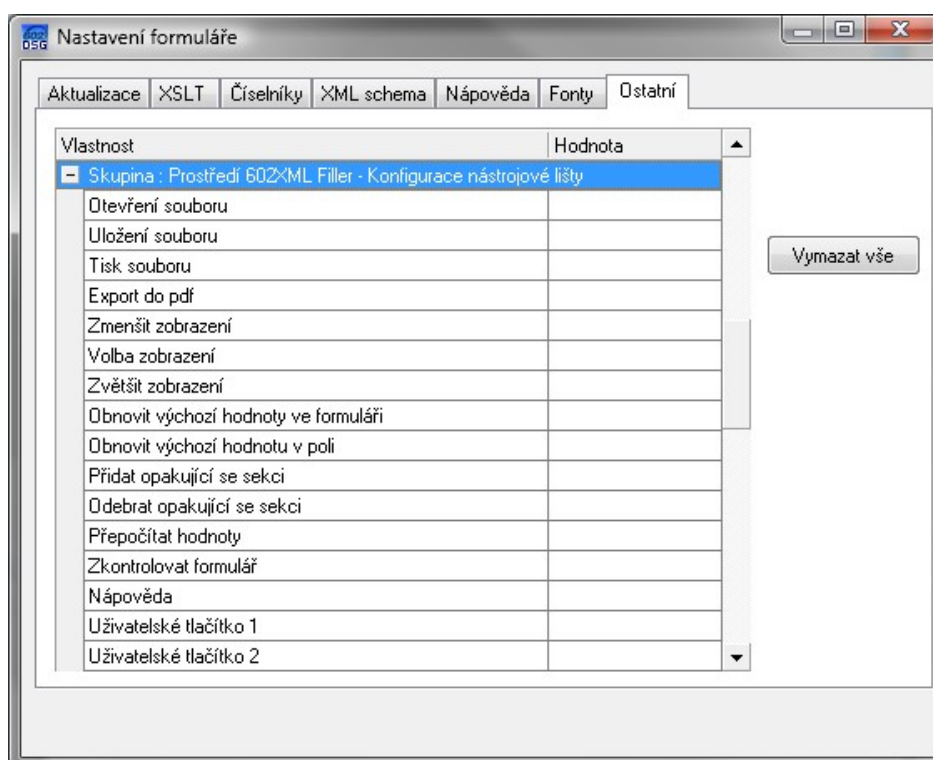 602
DSG
Nastavení formuláře
Aktualizace XSLT Číselníky XML schema Nápověda Fonty Ostatní
Vlastnost Hodnota
Skupina : Prostředí 602XML Filler - Konfigurace nástrojové lišty
Otevření souboru
Uložení souboru
Vymazat vše
Tisk souboru
Export do pdf
Zmenšit zobrazení
Volba zobrazení
Zvětšit zobrazení
Obnovit výchozí hodnoty ve formuláři
Obnovit výchozí hodnotu v poli
Přidat opakující se sekci
Odebrat opakující se sekci
Přepočítat hodnoty
Zkontrolovat formulář
Nápověda
Uživatelské tlačítko 1
Uživatelské tlačítko 2